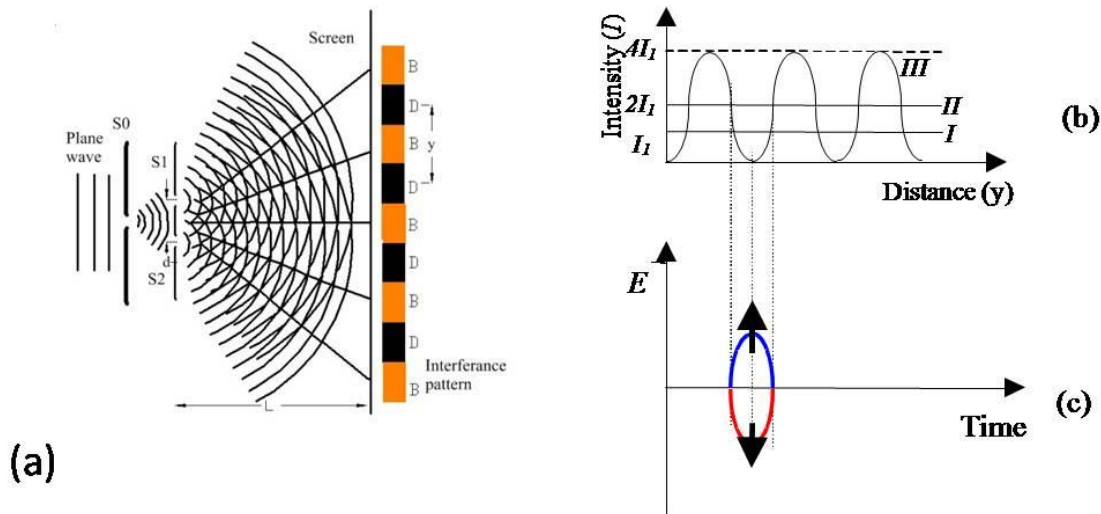 Screen
S0
Plane
wave
S1
S2
d
L
y
B
D
B
D
B
D
B
D
B
Interferance
pattern
(a)
Intensity (I)
4I1
2I1
I1
III
II
I
Distance (y)
(b)
E
Time
(c)